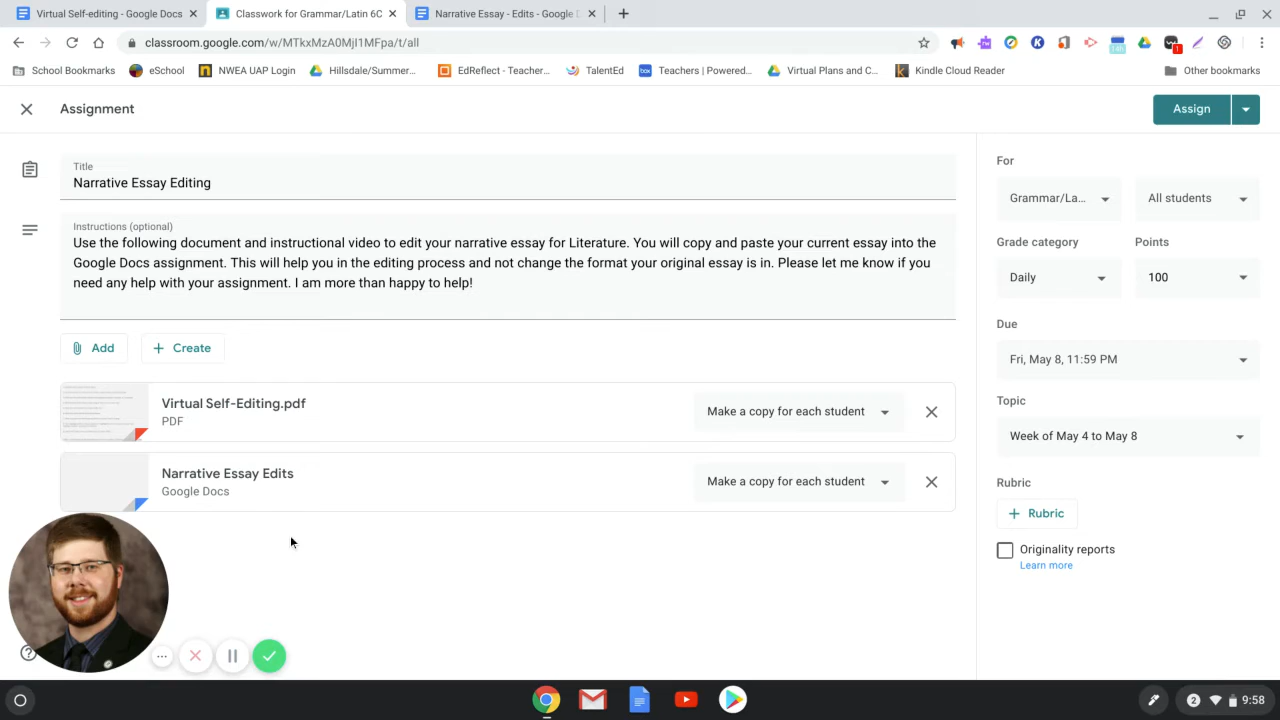 Virtual Self-editing - Google Docs
Classwork for Grammar/Latin 6C
Narrative Essay - Edits - Google D
classroom.google.com/w/MTkxMzA0MjI1MFpa/t/all
14h
1
School Bookmarks
eSchool
NWEA UAP Login
Hillsdale/Summer...
EdReflect - Teacher...
TalentEd
box
Teachers | Powered...
Virtual Plans and C...
Kindle Cloud Reader
Other bookmarks
Assignment
Assign
Title
Narrative Essay Editing
Instructions (optional)
Use the following document and instructional video to edit your narrative essay for Literature. You will copy and paste your current essay into the
Google Docs assignment. This will help you in the editing process and not change the format your original essay is in. Please let me know if you
need any help with your assignment. I am more than happy to help!
Add
Create
Virtual Self-Editing.pdf
PDF
Make a copy for each student
Narrative Essay Edits
Google Docs
Make a copy for each student
For
Grammar/La...
All students
Grade category
Points
Daily
100
Due
Fri, May 8, 11:59 PM
Topic
Week of May 4 to May 8
Rubric
Rubric
Originality reports
Learn more
2
9:58